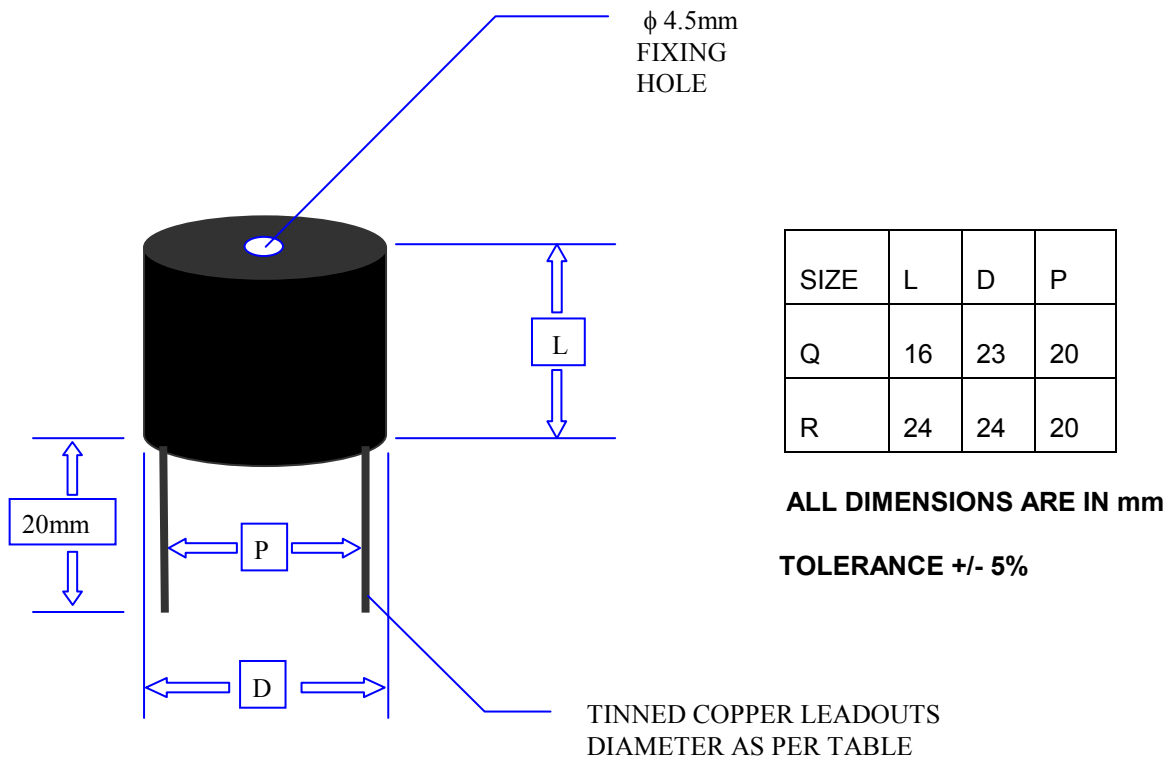 ϕ 4.5mm
FIXING
HOLE
L
20mm
P
D
TINNED COPPER LEADOUTS
DIAMETER AS PER TABLE
SIZE L D P
Q 16 23 20
R 24 24 20
ALL DIMENSIONS ARE IN mm
TOLERANCE +/- 5%